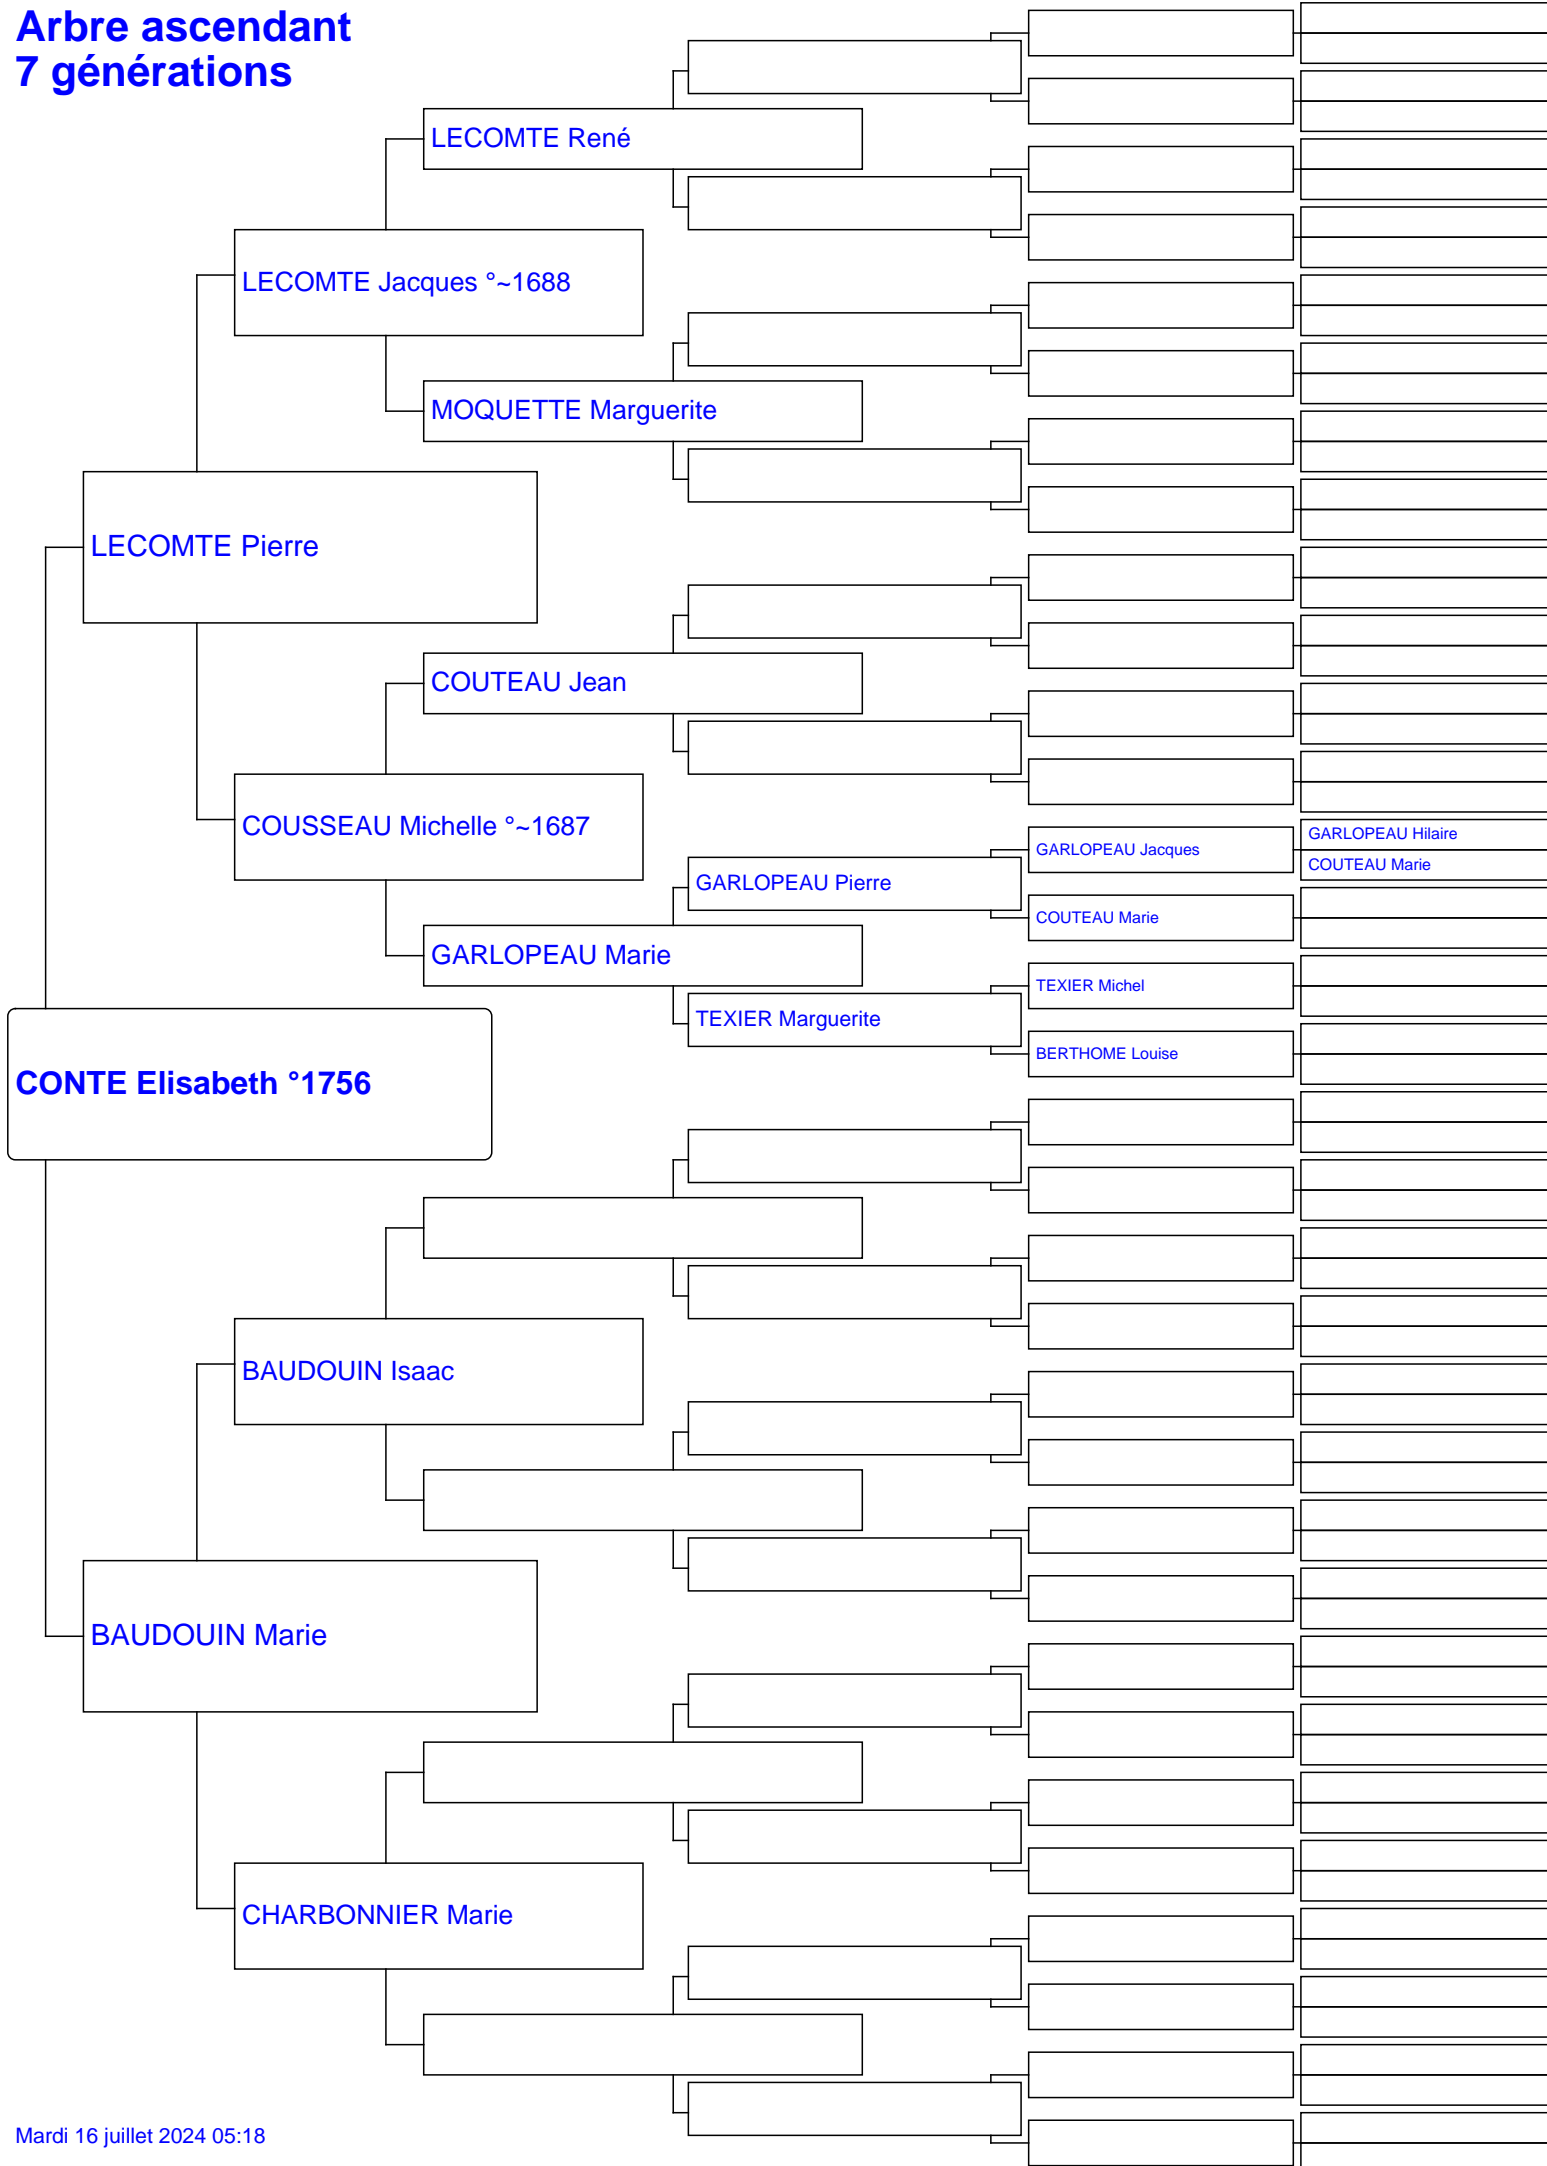 Arbre ascendant
7 générations
LECOMTE René
LECOMTE Jacques °~1688
MOQUETTE Marguerite
LECOMTE Pierre
COUTEAU Jean
COUSSEAU Michelle °~1687
GARLOPEAU Hilaire
GARLOPEAU Jacques
COUTEAU Marie
GARLOPEAU Pierre
COUTEAU Marie
GARLOPEAU Marie
TEXIER Michel
TEXIER Marguerite
BERTHOME Louise
CONTE Elisabeth °1756
BAUDOUIN Isaac
BAUDOUIN Marie
CHARBONNIER Marie
Mardi 16 juillet 2024 05:18